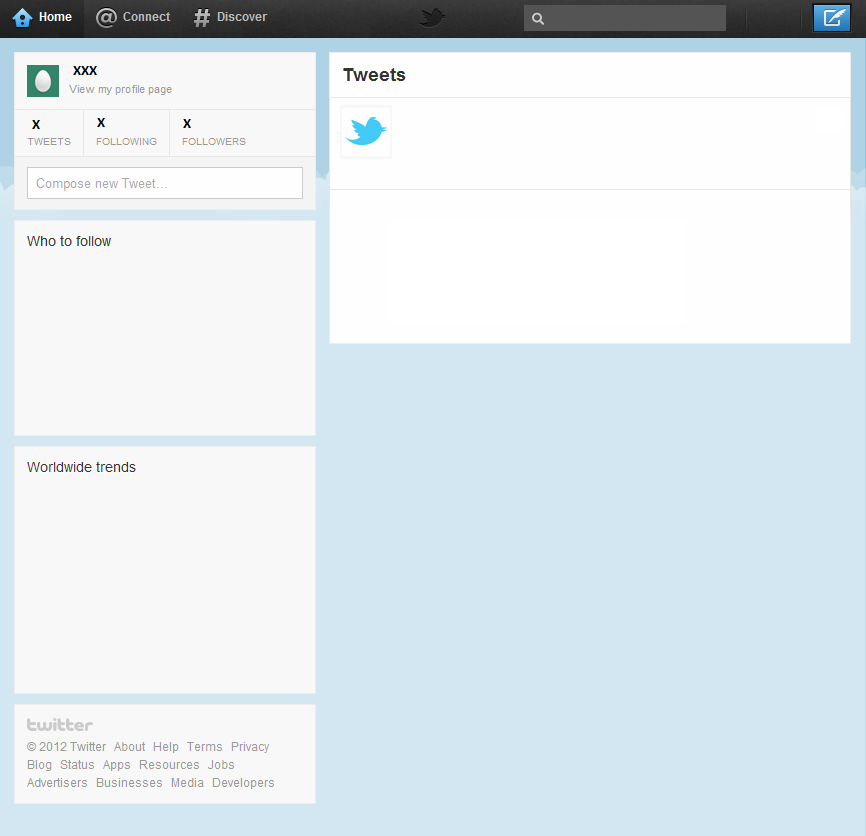 Home Connect Discover
XXX
View my profile page
X X X
TWEETS FOLLOWING FOLLOWERS
Compose new Tweet...
Who to follow
Worldwide trends
twitter
© 2012 Twitter About Help Terms Privacy
Blog Status Apps Resources Jobs
Advertisers Businesses Media Developers
Tweets